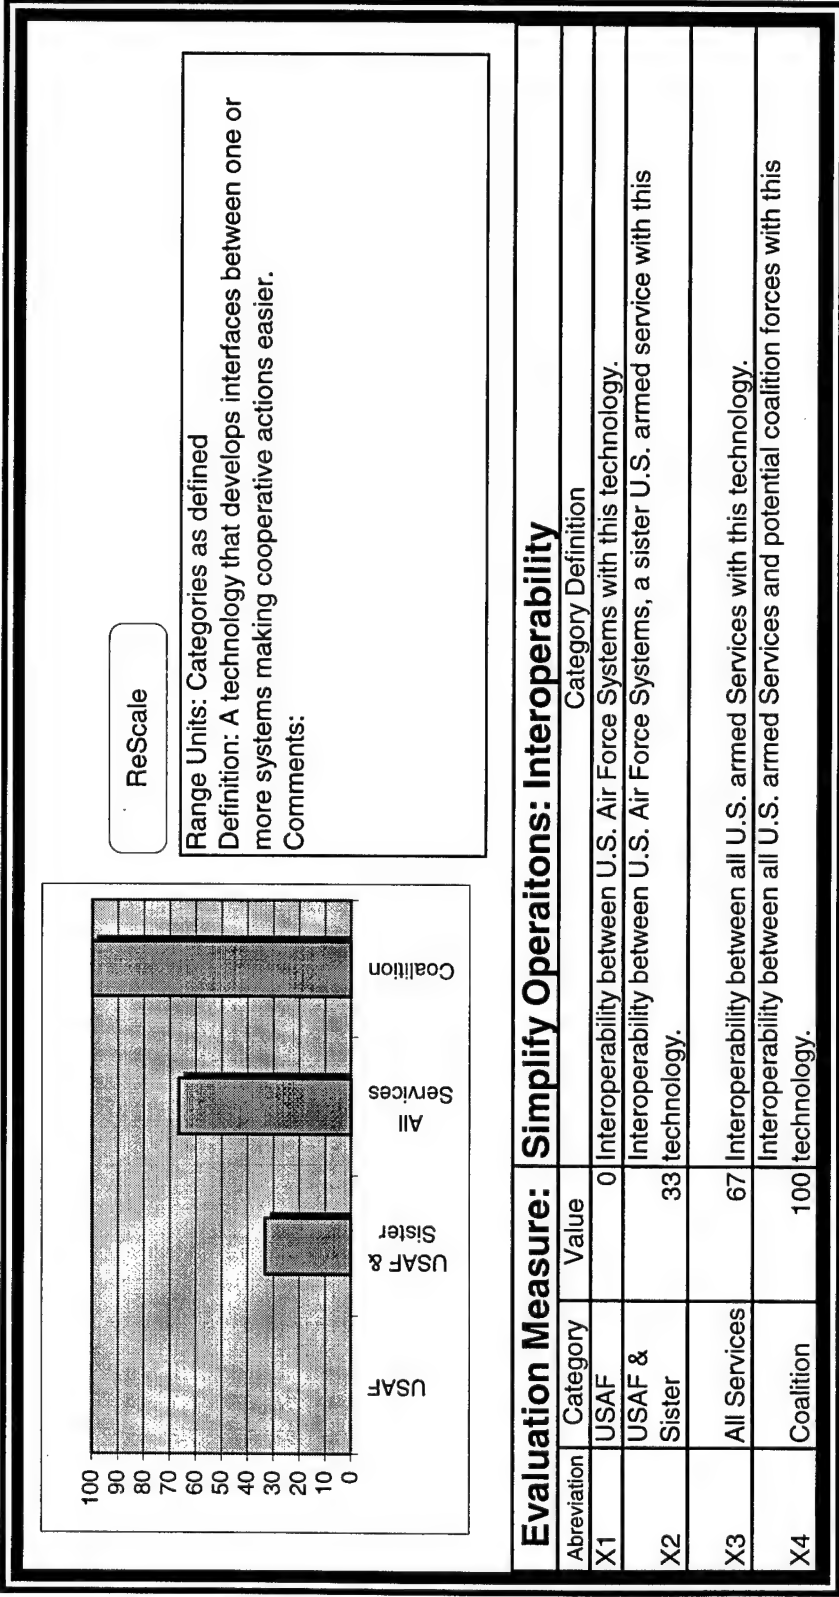 100
90
80
70
60
50
40
30
20
10
0
USAF
USAF &
Sister
All
Services
Coalition
ReScale
Range Units: Categories as defined
Definition: A technology that develops interfaces between one or
more systems making cooperative actions easier.
Comments:
Evaluation Measure: Simplify Operaitons: Interoperability
Abreviation Category Value Category Definition
X1 USAF 0 Interoperability between U.S. Air Force Systems with this technology.
USAF & Interoperability between U.S. Air Force Systems, a sister U.S. armed service with this
X2 Sister 33 technology.
X3 All Services 67 Interoperability between all U.S. armed Services with this technology.
Interoperability between all U.S. armed Services and potential coalition forces with this
X4 Coalition 100 technology.